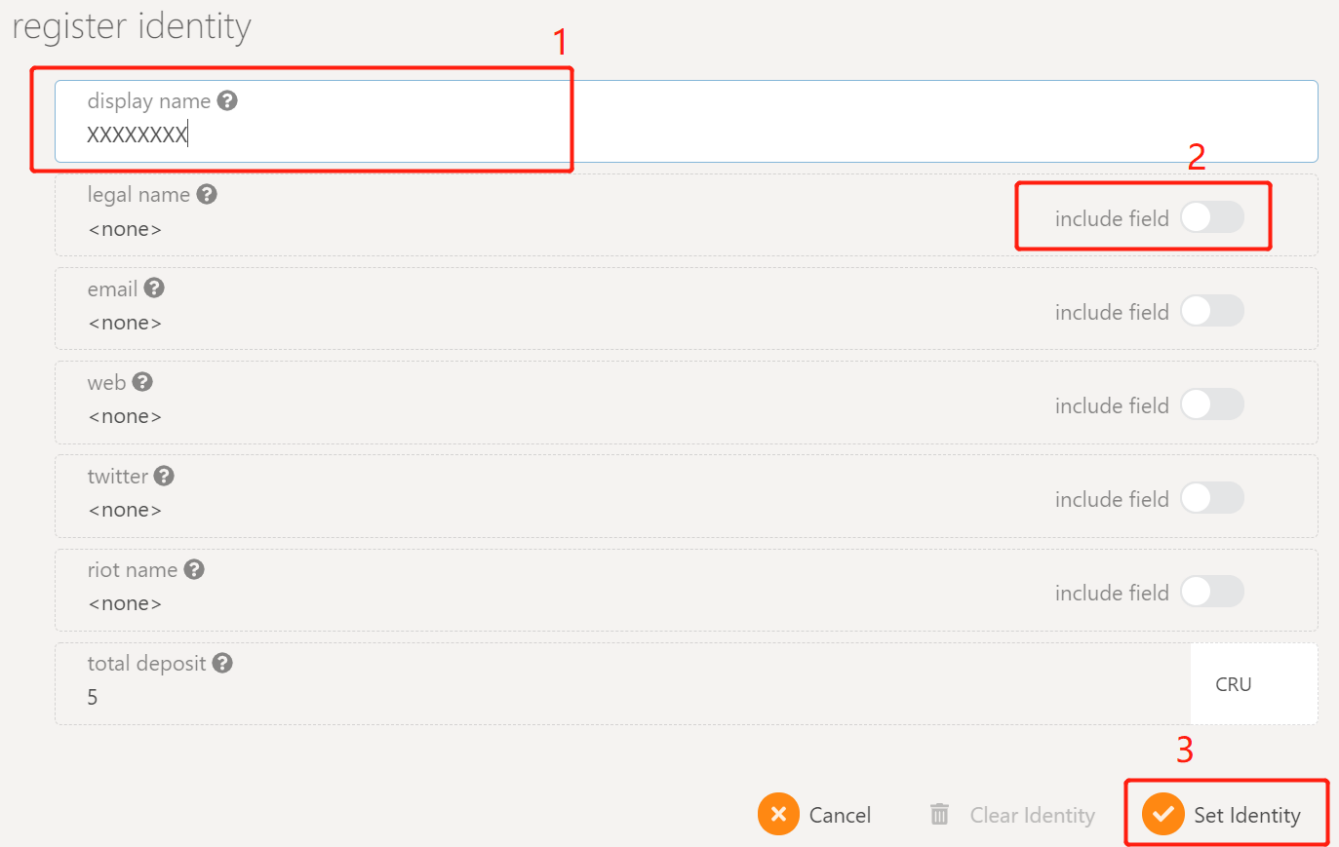 register identity
1
display name
XXXXXXXX
2
legal name
<none>
include field
email
<none>
include field
web
<none>
include field
twitter
<none>
include field
riot name
<none>
include field
total deposit
5
CRU
3
Cancel Clear Identity Set Identity